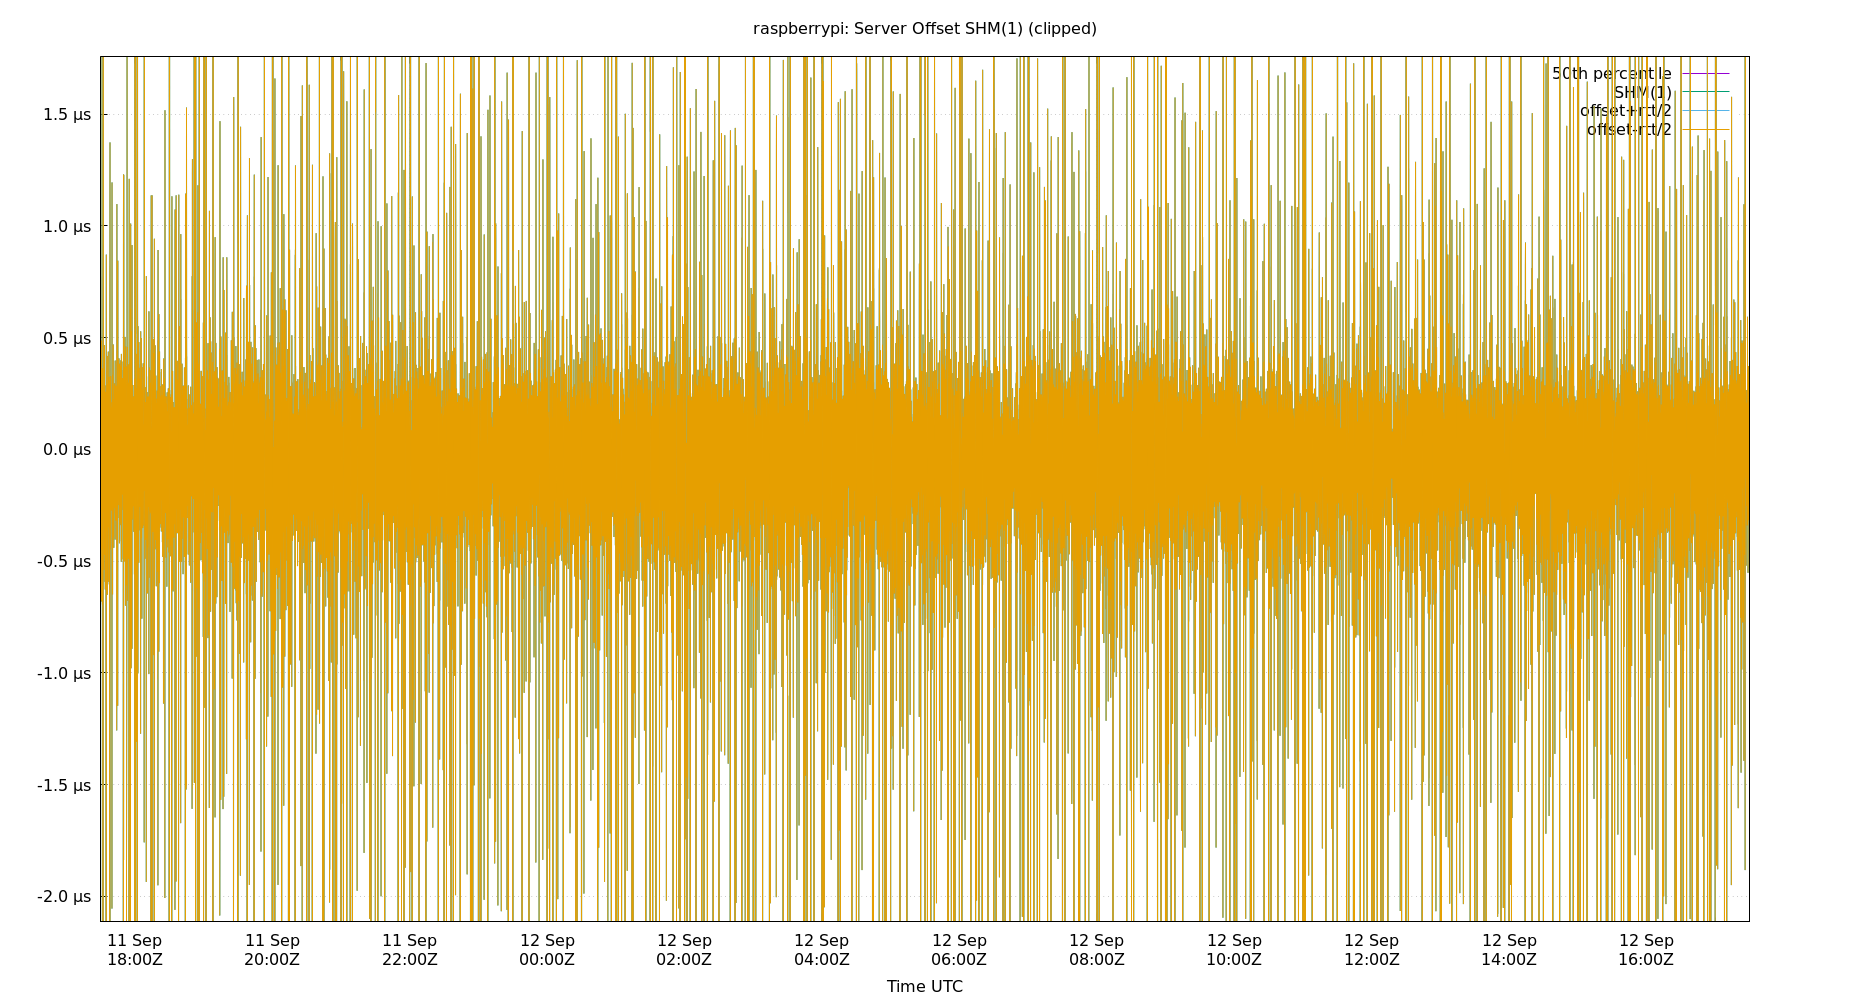 raspberrypi: Server Offset SHM(1) (clipped)
50th percentile
SHM(1)
offset+rtt/2
offset-rtt/2
1.5 µs
1.0 µs
0.5 µs
0.0 µs
-0.5 µs
-1.0 µs
-1.5 µs
-2.0 µs
11 Sep 11 Sep 11 Sep 12 Sep 12 Sep 12 Sep 12 Sep 12 Sep 12 Sep 12 Sep 12 Sep 12 Sep
18:00Z 20:00Z 22:00Z 00:00Z 02:00Z 04:00Z 06:00Z 08:00Z 10:00Z 12:00Z 14:00Z 16:00Z
Time UTC